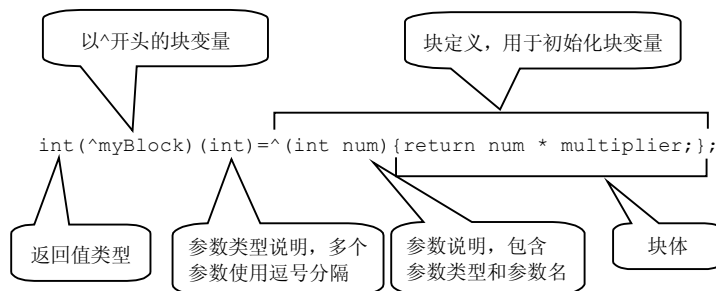 以^开头的块变量
块定义，用于初始化块变量
int(^myBlock)(int)=^(int num){return num * multiplier;};
返回值类型
参数类型说明，多个
参数使用逗号分隔
参数说明，包含
参数类型和参数名
块体